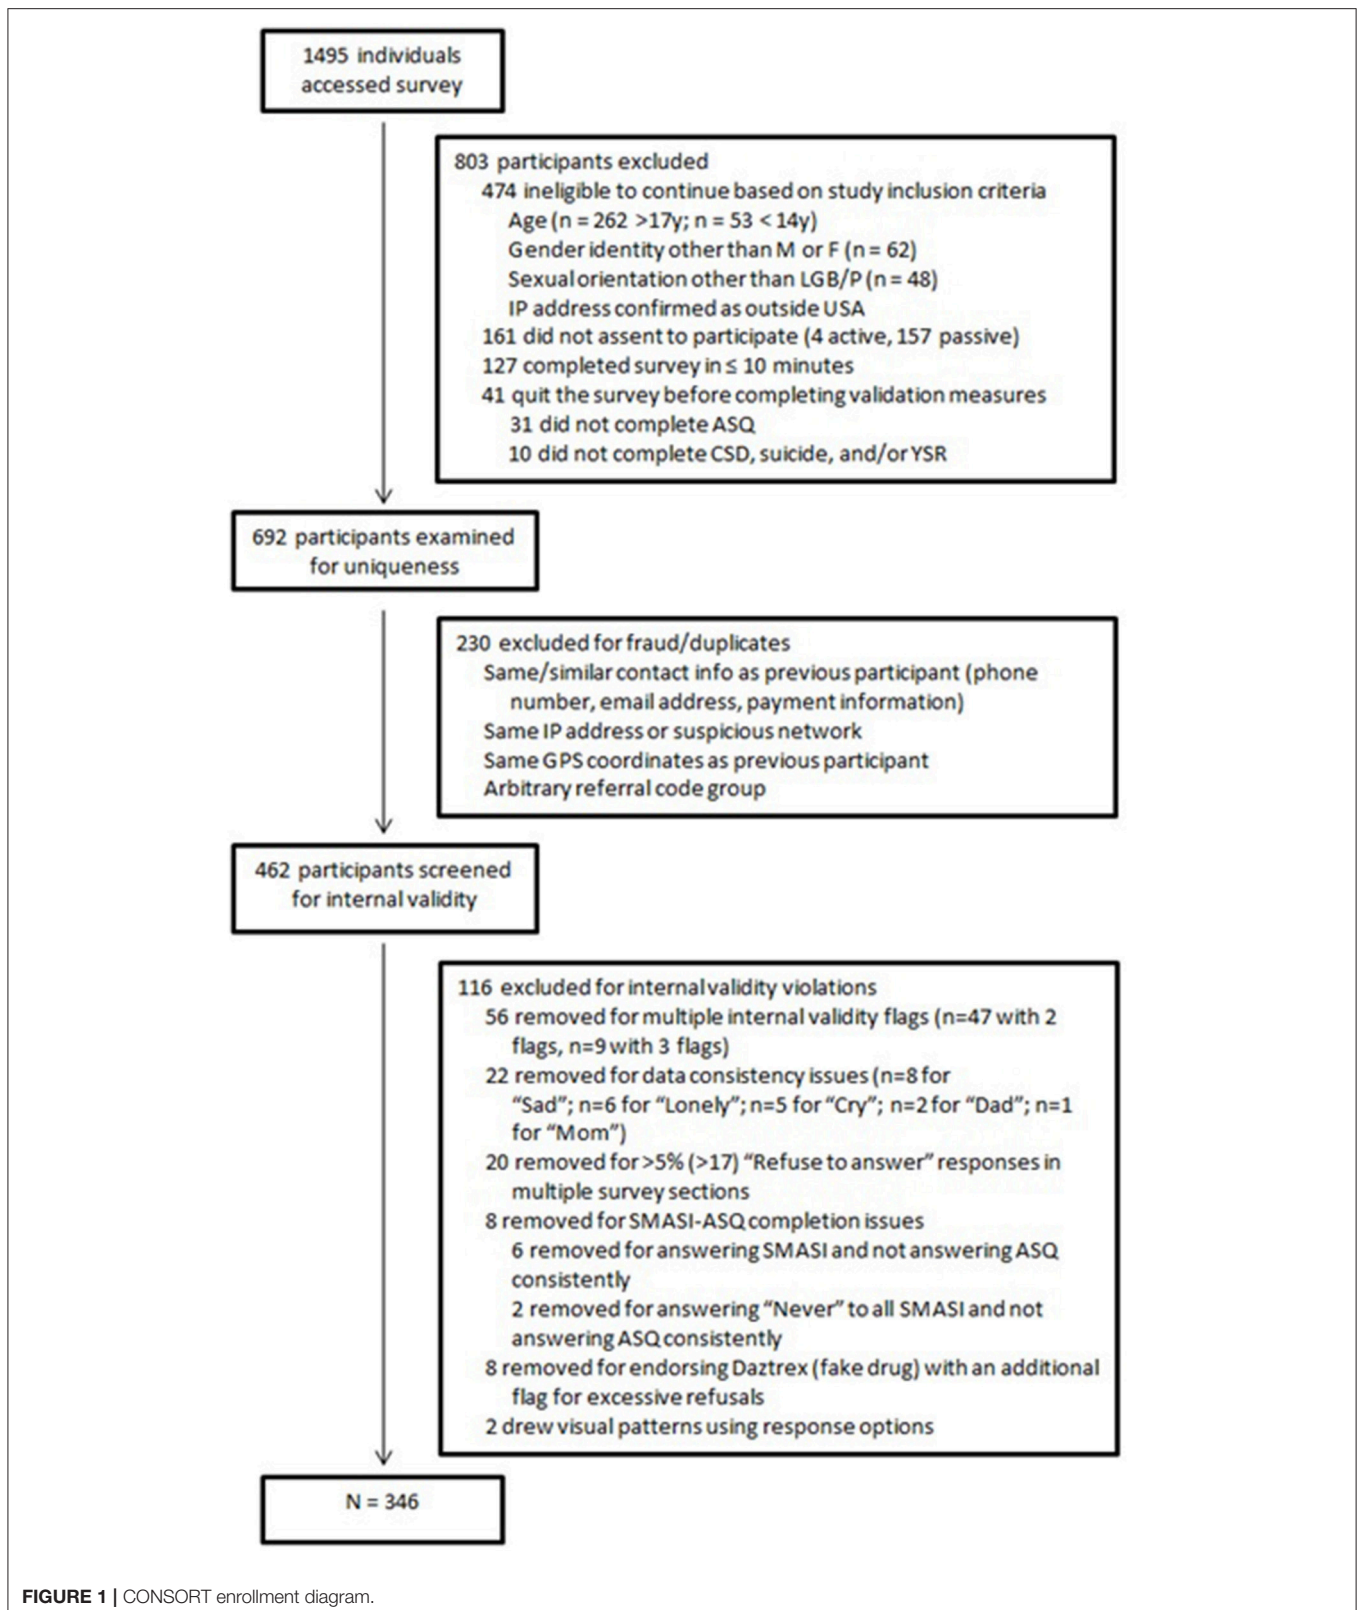 1495 individuals
accessed survey
803 participants excluded
474 ineligible to continue based on study inclusion criteria
Age (n = 262 >17y; n = 53 < 14y)
Gender identity other than M or F (n = 62)
Sexual orientation other than LGB/P (n = 48)
IP address confirmed as outside USA
161 did not assent to participate (4 active, 157 passive)
127 completed survey in ≤ 10 minutes
41 quit the survey before completing validation measures
31 did not complete ASQ
10 did not complete CSD, suicide, and/or YSR
692 participants examined
for uniqueness
230 excluded for fraud/duplicates
Same/similar contact info as previous participant (phone
number, email address, payment information)
Same IP address or suspicious network
Same GPS coordinates as previous participant
Arbitrary referral code group
462 participants screened
for internal validity
116 excluded for internal validity violations
56 removed for multiple internal validity flags (n=47 with 2
flags, n=9 with 3 flags)
22 removed for data consistency issues (n=8 for
“Sad”; n=6 for “Lonely”; n=5 for “Cry”; n=2 for “Dad”; n=1
for “Mom”)
20 removed for >5% (>17) “Refuse to answer” responses in
multiple survey sections
8 removed for SMASI-ASQ completion issues
6 removed for answering SMASI and not answering ASQ
consistently
2 removed for answering “Never” to all SMASI and not
answering ASQ consistently
8 removed for endorsing Daztrex (fake drug) with an additional
flag for excessive refusals
2 drew visual patterns using response options
N = 346
FIGURE 1 | CONSORT enrollment diagram.